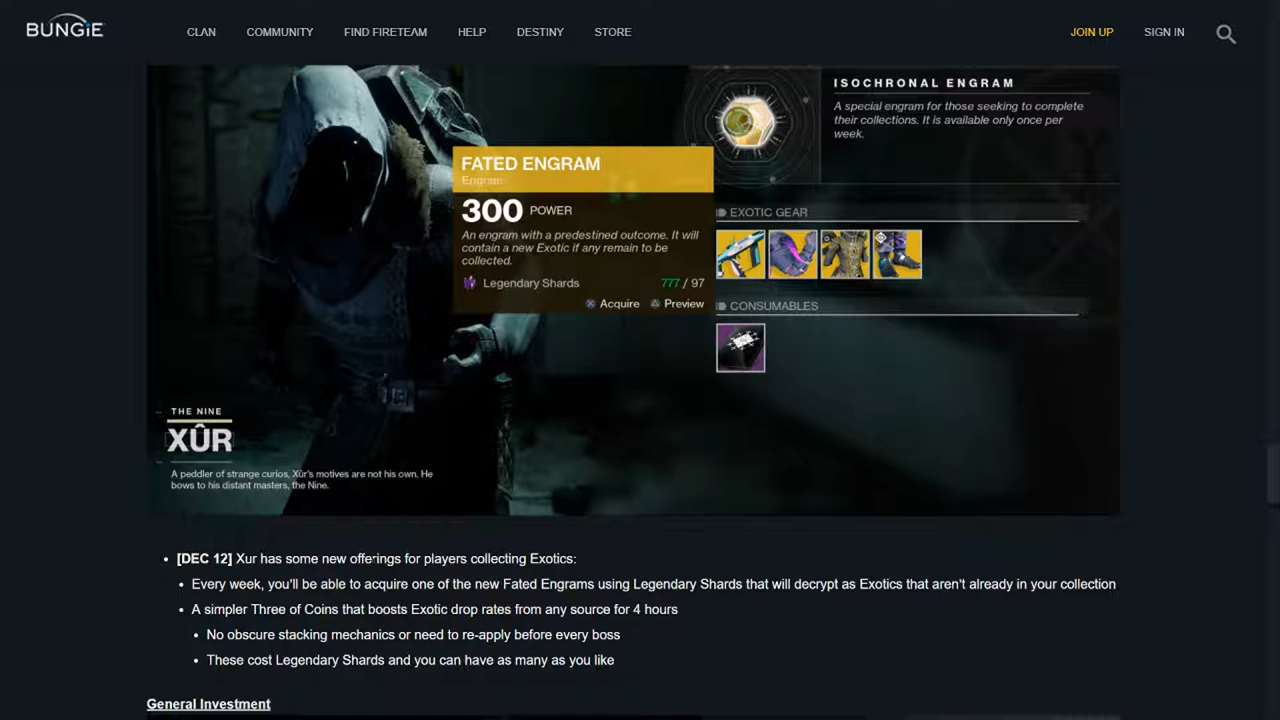 BUNGiE
CLAN COMMUNITY FIND FIRETEAM HELP DESTINY STORE JOIN UP SIGN IN
ISOCHRONAL ENGRAM
A special engram for those seeking to complete
their collections. It is available only once per
week.
FATED ENGRAM
Engram
300 POWER
An engram with a predestined outcome. It will
contain a new Exotic if any remain to be
collected.
Legendary Shards 777 / 97
Acquire Preview
EXOTIC GEAR
CONSUMABLES
THE NINE
XÛR
A peddler of strange curios, Xûr's motives are not his own. He
bows to his distant masters, the Nine.
• [DEC 12] Xur has some new offerings for players collecting Exotics:
• Every week, you'll be able to acquire one of the new Fated Engrams using Legendary Shards that will decrypt as Exotics that aren't already in your collection
• A simpler Three of Coins that boosts Exotic drop rates from any source for 4 hours
• No obscure stacking mechanics or need to re-apply before every boss
• These cost Legendary Shards and you can have as many as you like
General Investment